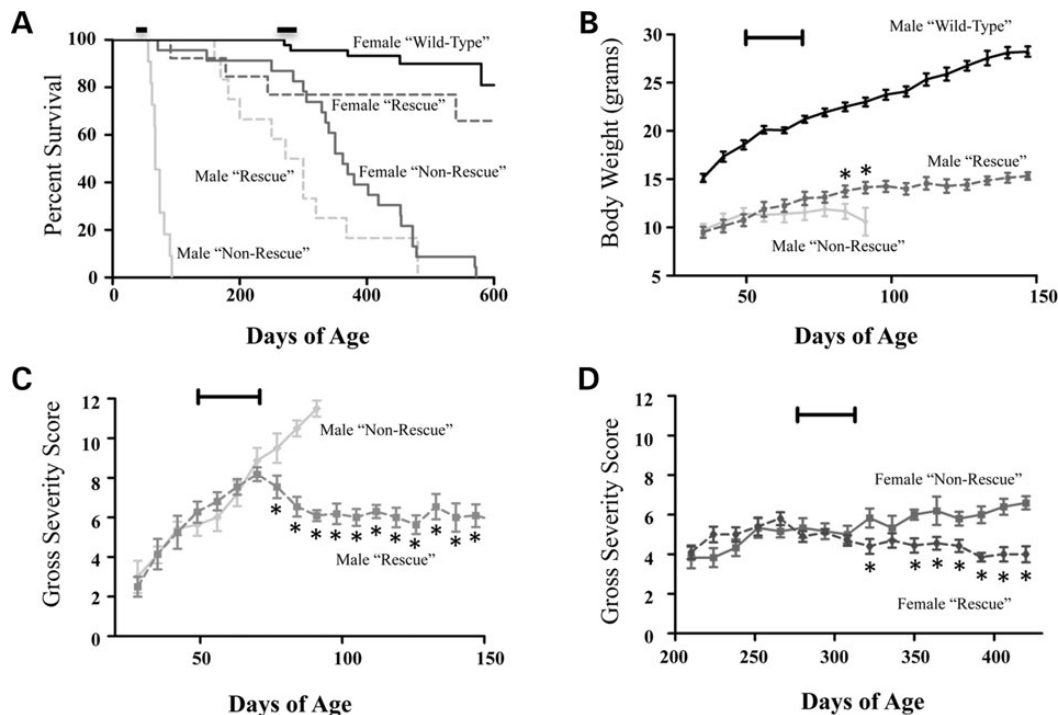 A
100
80
60
40
20
0
Percent Survival
Female “Wild-Type”
Female “Rescue”
Female “Non-Rescue”
Male “Rescue”
Male “Non-Rescue”
0
200
400
600
Days of Age
B
30
25
20
15
10
5
Body Weight (grams)
Male “Wild-Type”
Male “Rescue”
* *
Male “Non-Rescue”
50
100
150
Days of Age
C
12
10
8
6
4
2
0
Gross Severity Score
Male “Non-Rescue”
* * * * * * * * * * *
Male “Rescue”
50
100
150
Days of Age
D
12
10
8
6
4
2
0
Gross Severity Score
Female “Non-Rescue”
* * * * * * *
Female “Rescue”
210
250
300
350
400
Days of Age